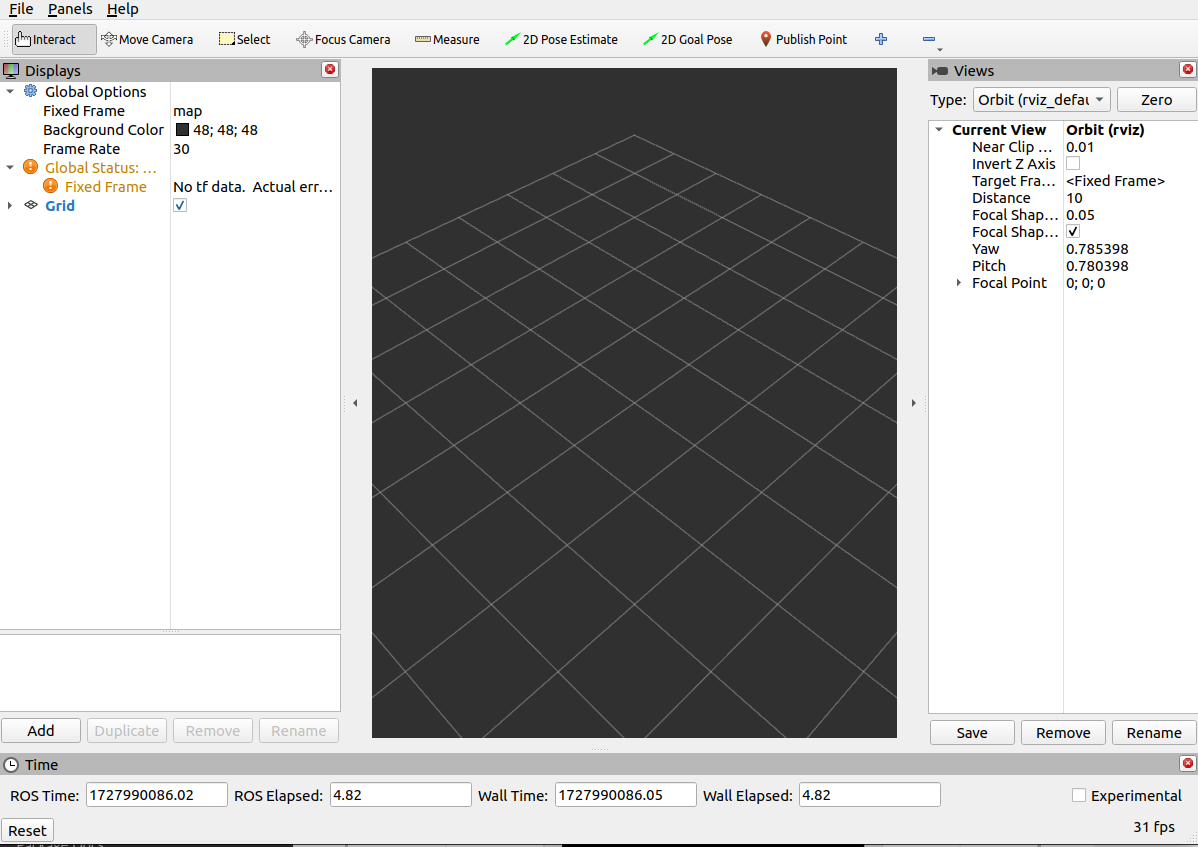 File Panels Help
Interact Move Camera Select Focus Camera Measure 2D Pose Estimate 2D Goal Pose Publish Point
Displays
Global Options
Fixed Frame map
Background Color 48; 48; 48
Frame Rate 30
Global Status: ...
Fixed Frame No tf data. Actual err...
Grid
Add Duplicate Remove Rename
Views
Type: Orbit (rviz_defau Zero
Current View Orbit (rviz)
Near Clip ... 0.01
Invert Z Axis
Target Fra... <Fixed Frame>
Distance 10
Focal Shap... 0.05
Focal Shap...
Yaw 0.785398
Pitch 0.780398
Focal Point 0; 0; 0
Save Remove Rename
Time
ROS Time: 1727990086.02 ROS Elapsed: 4.82 Wall Time: 1727990086.05 Wall Elapsed: 4.82 Experimental
Reset 31 fps